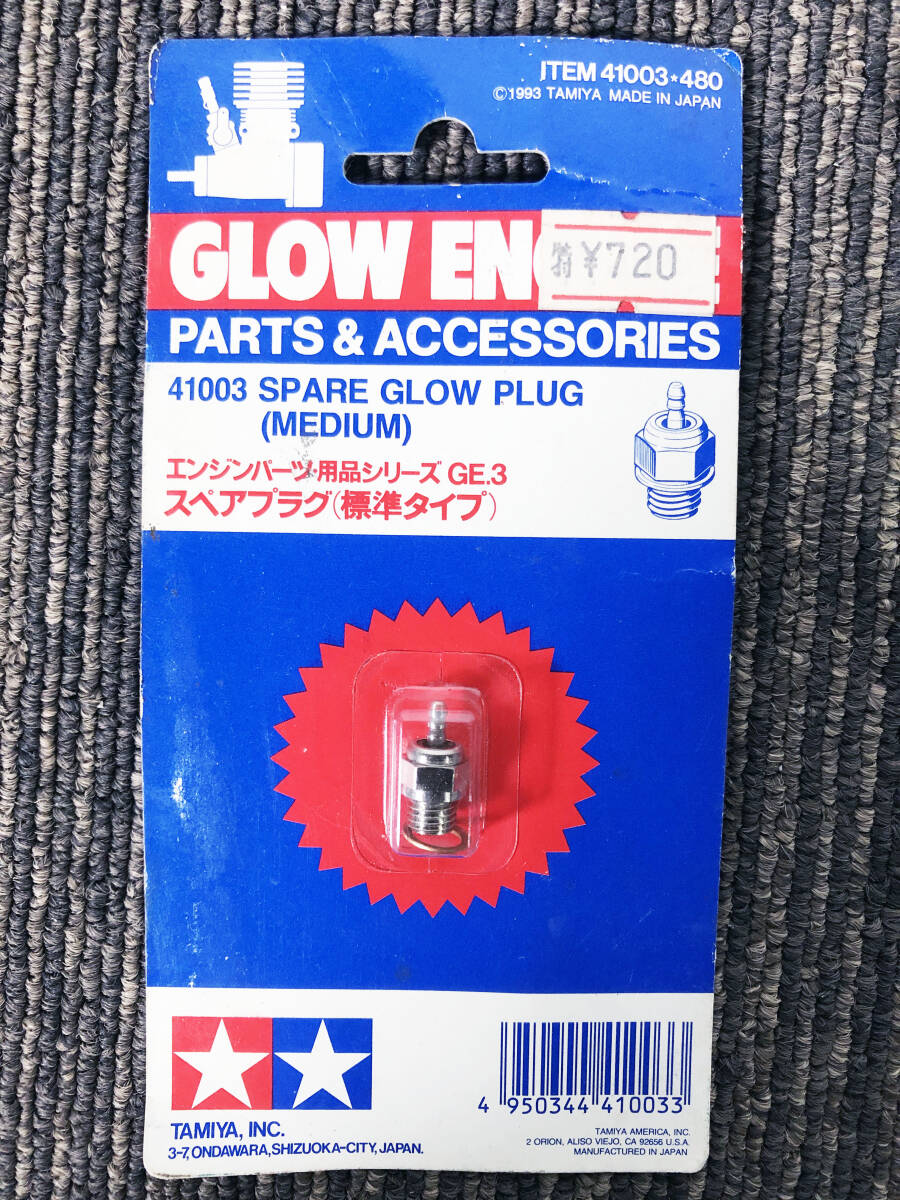 ITEM 41003★480
©1993 TAMIYA MADE IN JAPAN
GLOW EN
特 ¥720
PARTS & ACCESSORIES
41003 SPARE GLOW PLUG
(MEDIUM)
エンジンパーツ・用品シリーズ GE.3
スペアプラグ(標準タイプ)
4 950344 410033
TAMIYA, INC.
3-7, ONDAWARA, SHIZUOKA-CITY, JAPAN.
TAMIYA AMERICA, INC.
2 ORION, ALISO VIEJO, CA 92656 U.S.A.
MANUFACTURED IN JAPAN